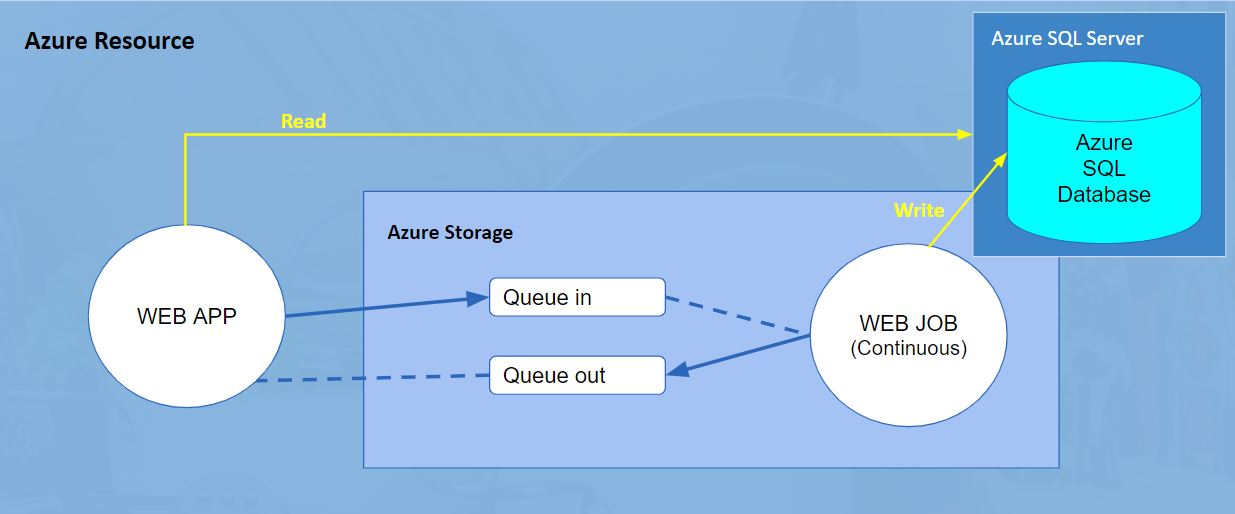 Azure Resource
Azure SQL Server
Read
Azure
SQL
Database
Write
Azure Storage
Queue in
WEB APP
WEB JOB
(Continuous)
Queue out